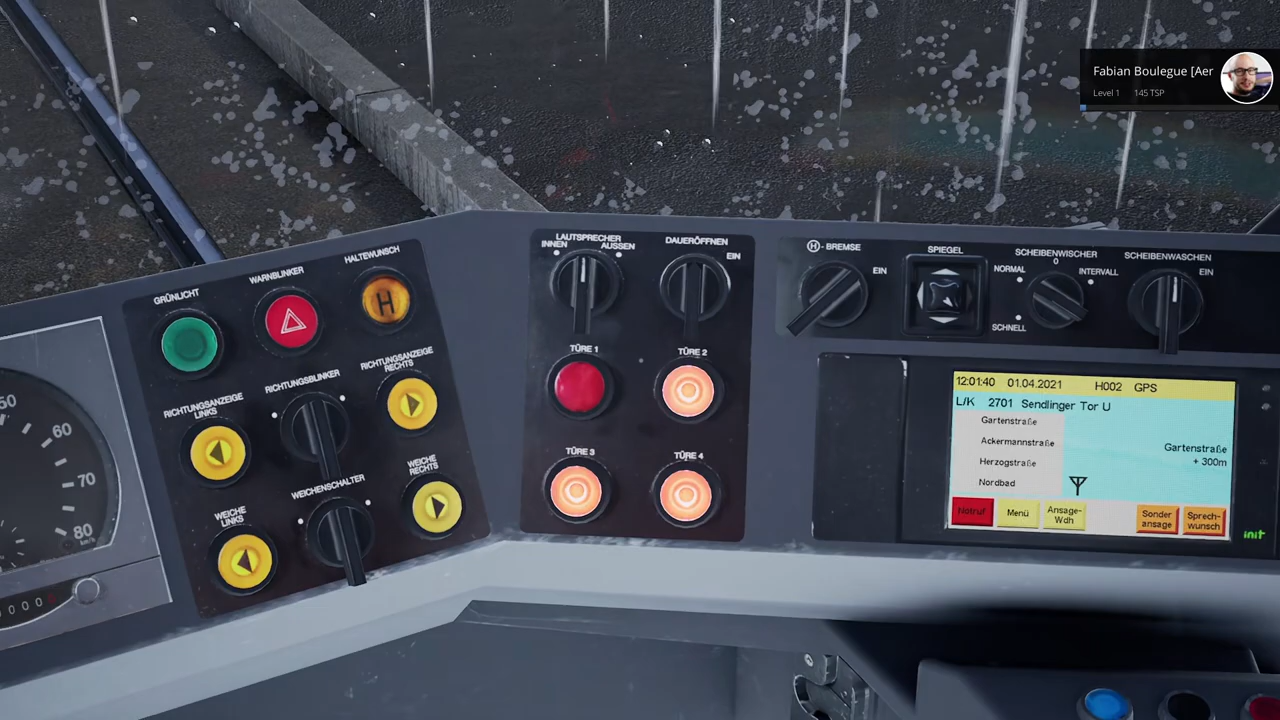 Fabian Boulegue [Aer
Level 1 145 TSP
GRÜNLICHT
WARNBLINKER
HALTEWUNSCH
H
RICHTUNGSANZEIGE
LINKS
RICHTUNGSBLINKER
RICHTUNGSANZEIGE
RECHTS
WEICHE
LINKS
WEICHENSCHALTER
WEICHE
RECHTS
50
60
70
80
km/h
0000
LAUTSPRECHER
INNEN AUSSEN
DAUERÖFFNEN
EIN
TÜRE 1
TÜRE 2
TÜRE 3
TÜRE 4
H-BREMSE
EIN
SPIEGEL
SCHEIBENWISCHER
0
NORMAL INTERVALL
SCHNELL
SCHEIBENWASCHEN
EIN
12:01:40 01.04.2021 H002 GPS
L/K 2701 Sendlinger Tor U
Gartenstraße
Ackermannstraße
Herzogstraße
Nordbad
Gartenstraße
+ 300m
Notruf
Menü
Ansage-
Wdh
Sonder
ansage
Sprech-
wunsch
init